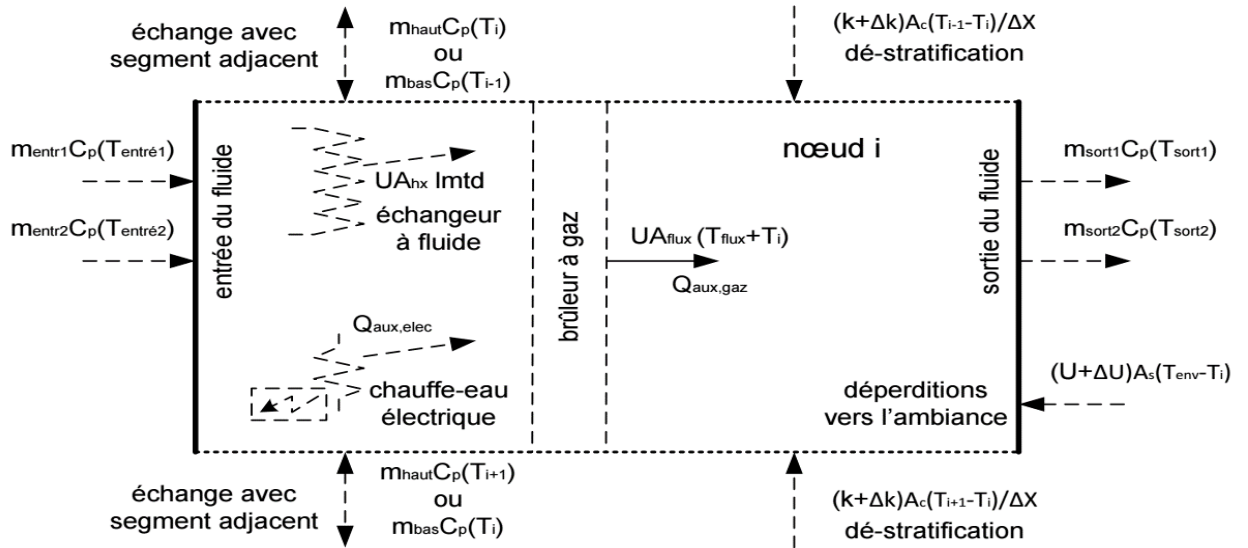 échange avec
segment adjacent
mhautCp(Ti)
ou
mbasCp(Ti-1)
(k+Δk)Ac(Ti-1-Ti)/ΔX
dé-stratification
mentr1Cp(Tentré1)
mentr2Cp(Tentré2)
entrée du fluide
UAhx lmtd
échangeur
à fluide
Qaux,elec
chauffe-eau
électrique
brûleur à gaz
nœud i
UAflux (Tflux+Ti)
Qaux,gaz
sortie du fluide
msort1Cp(Tsort1)
msort2Cp(Tsort2)
(U+ΔU)As(Tenv-Ti)
déperditions
vers l'ambiance
échange avec
segment adjacent
mhautCp(Ti+1)
ou
mbasCp(Ti)
(k+Δk)Ac(Ti+1-Ti)/ΔX
dé-stratification